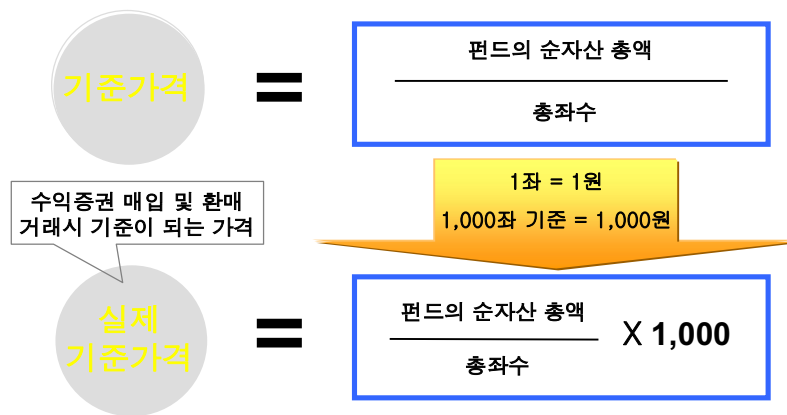 기준가격
=
펀드의 순자산 총액
총좌수
수익증권 매입 및 환매
거래시 기준이 되는 가격
1좌 = 1원
1,000좌 기준 = 1,000원
실제
기준가격
=
펀드의 순자산 총액
총좌수
X 1,000